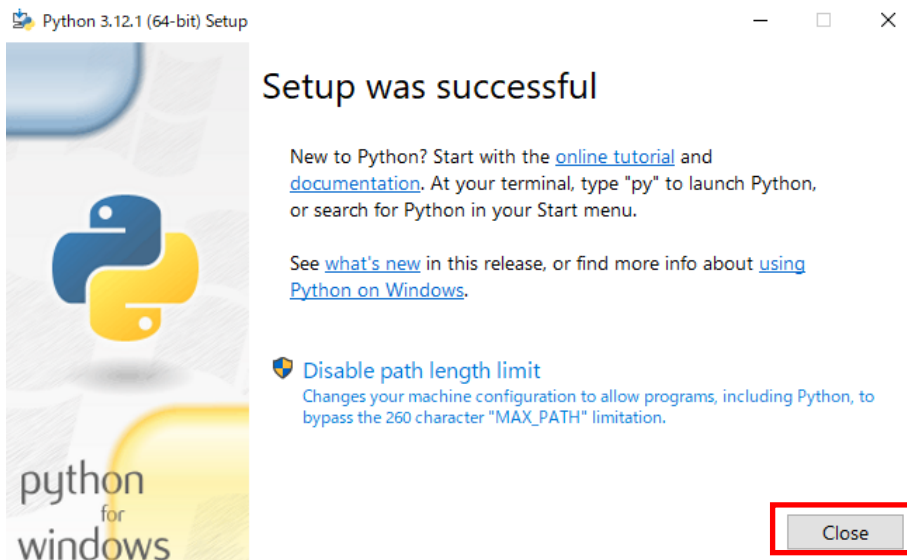 Python 3.12.1 (64-bit) Setup
Setup was successful
New to Python? Start with the online tutorial and
documentation. At your terminal, type "py" to launch Python,
or search for Python in your Start menu.
See what's new in this release, or find more info about using
Python on Windows.
Disable path length limit
Changes your machine configuration to allow programs, including Python, to
bypass the 260 character "MAX_PATH" limitation.
python
for
windows
Close